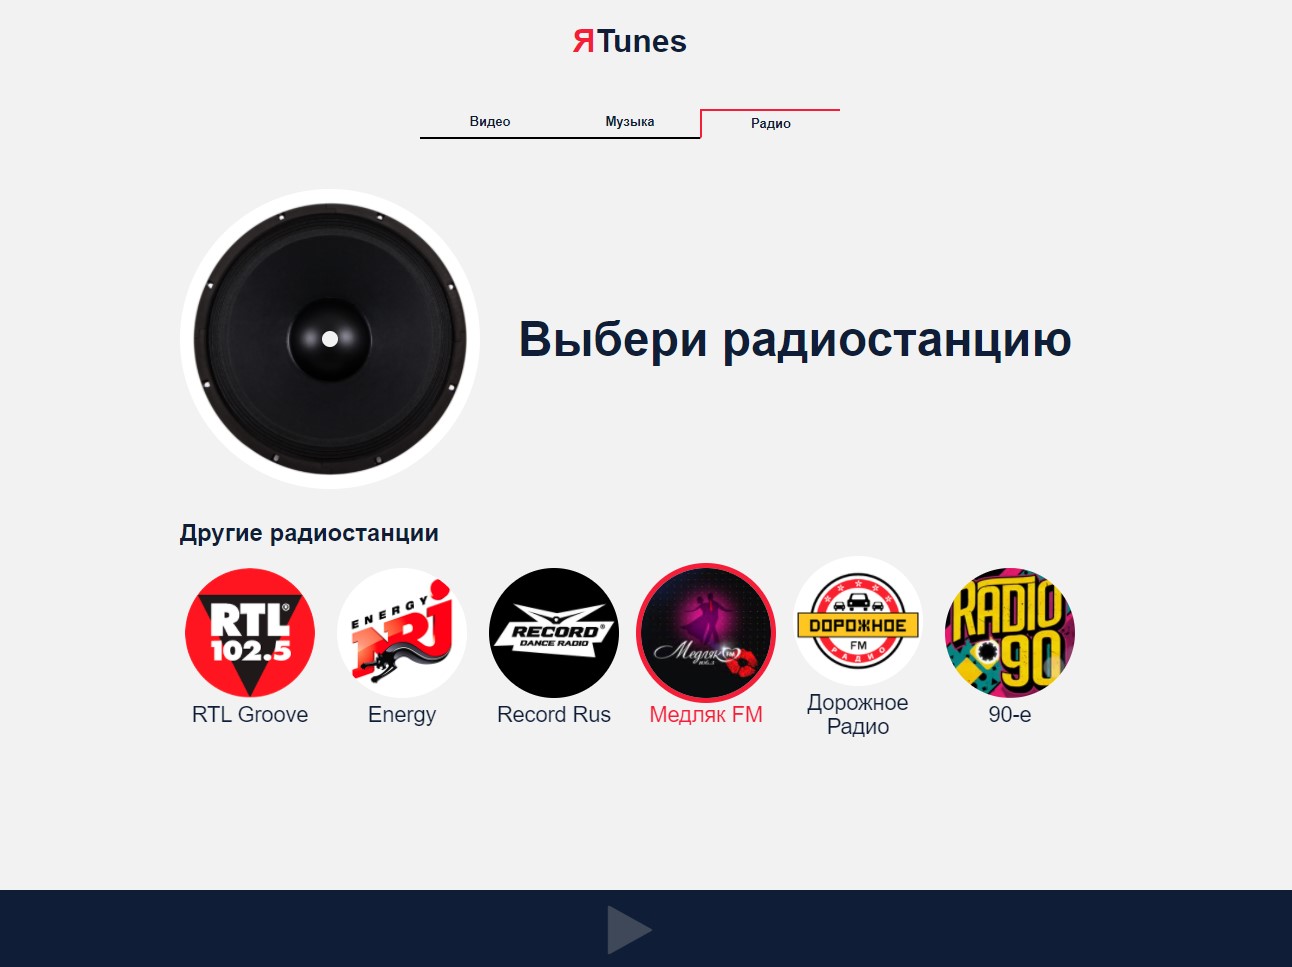 ЯTunes
Видео Музыка Радио
Выбери радиостанцию
Другие радиостанции
RTL®
102.5
ENERGY
NRJ
RECORD®
DANCE RADIO
Медляк FM
ДОРОЖНОЕ
FM
РАДИО
RADIO
90
RTL Groove
Energy
Record Rus
Медляк FM
Дорожное
Радио
90-е